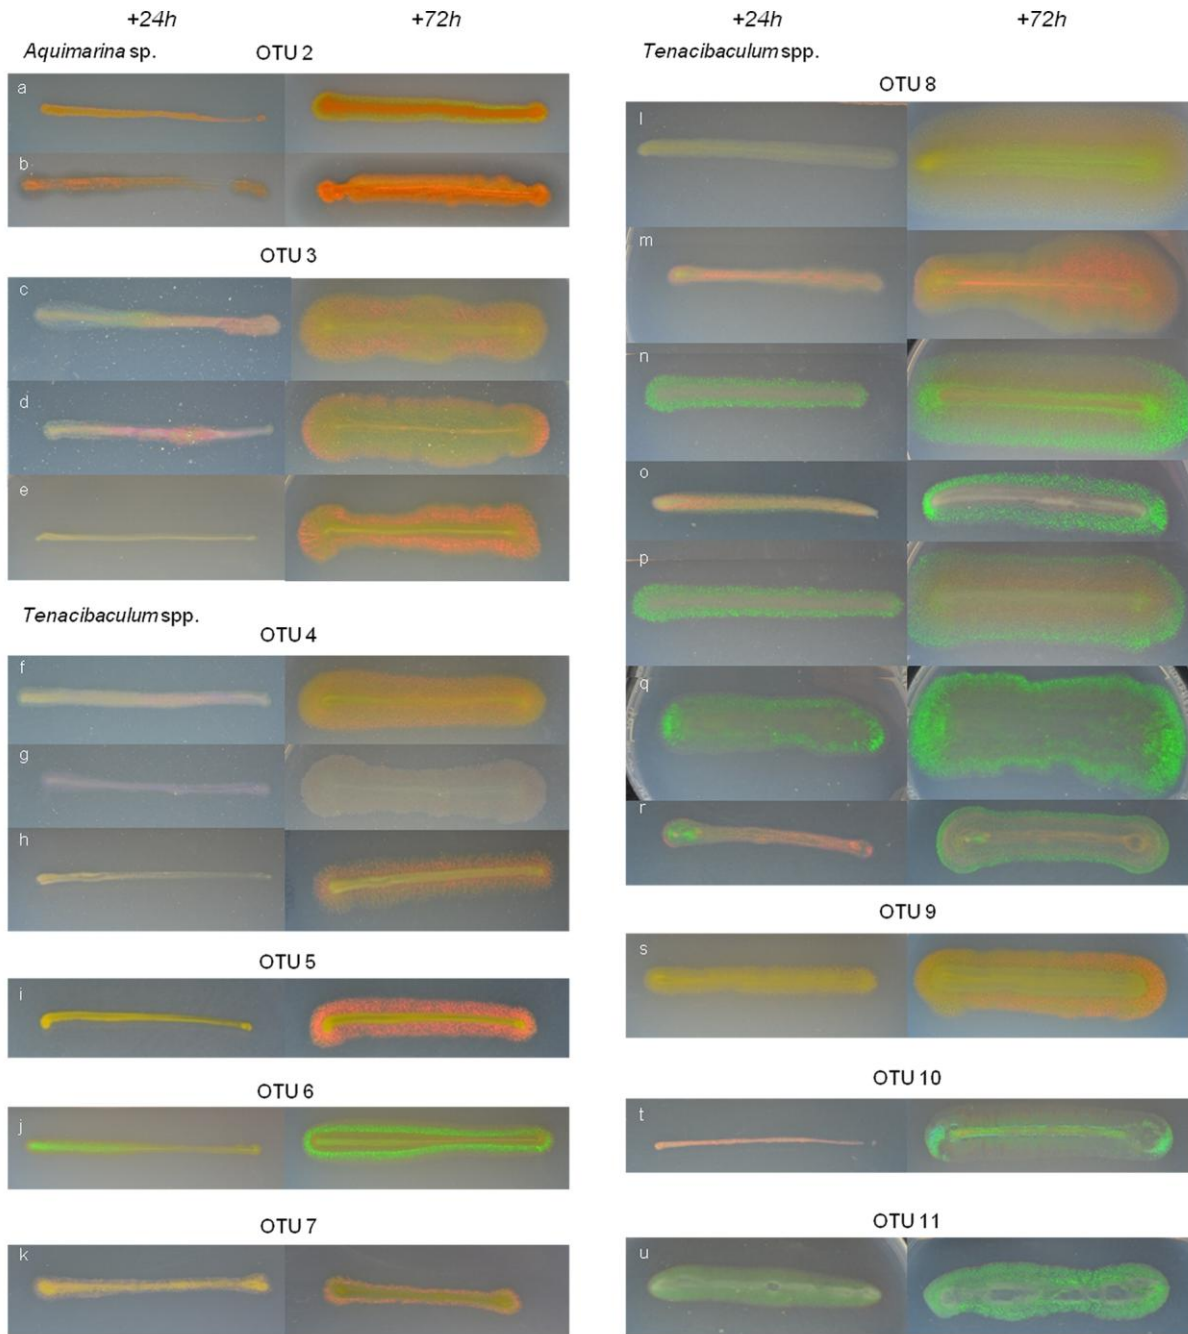 +24h +72h
Aquimarina sp. OTU 2
a
b
OTU 3
c
d
e
Tenacibaculum spp.
OTU 4
f
g
h
OTU 5
i
OTU 6
j
OTU 7
k
+24h +72h
Tenacibaculum spp.
OTU 8
l
m
n
o
p
q
r
OTU 9
s
OTU 10
t
OTU 11
u